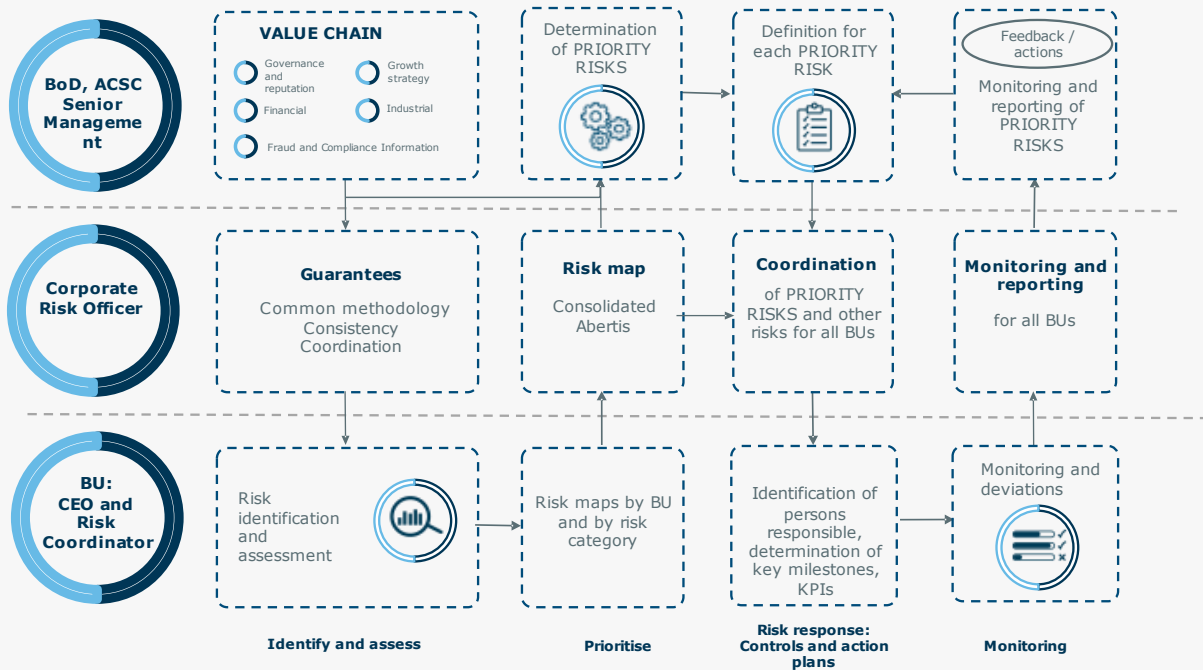 BoD, ACSC
Senior
Manageme
nt
VALUE CHAIN
Governance
and
reputation
Growth
strategy
Financial
Industrial
Fraud and Compliance Information
Determination
of PRIORITY
RISKS
Definition for
each PRIORITY
RISK
Feedback /
actions
Monitoring and
reporting of
PRIORITY
RISKS
Corporate
Risk Officer
Guarantees
Common methodology
Consistency
Coordination
Risk map
Consolidated
Abertis
Coordination
of PRIORITY
RISKS and other
risks for all BUs
Monitoring and
reporting
for all BUs
BU:
CEO and
Risk
Coordinator
Risk
identification
and
assessment
Risk maps by BU
and by risk
category
Identification of
persons
responsible,
determination of
key milestones,
KPIs
Monitoring and
deviations
Identify and assess
Prioritise
Risk response:
Controls and action
plans
Monitoring